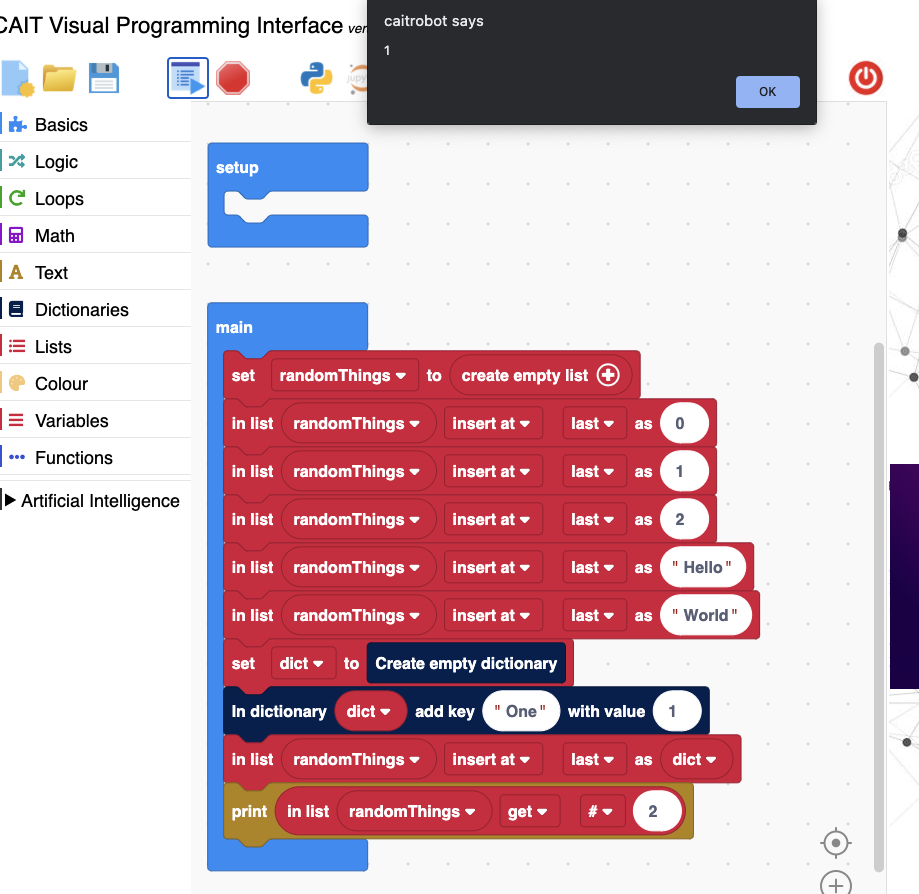 CAIT Visual Programming Interface ver
caitrobot says
1
OK
Basics
Logic
Loops
Math
Text
Dictionaries
Lists
Colour
Variables
Functions
Artificial Intelligence
setup
main
set randomThings to create empty list
in list randomThings insert at last as 0
in list randomThings insert at last as 1
in list randomThings insert at last as 2
in list randomThings insert at last as "Hello"
in list randomThings insert at last as "World"
set dict to Create empty dictionary
In dictionary dict add key "One" with value 1
in list randomThings insert at last as dict
print in list randomThings get # 2